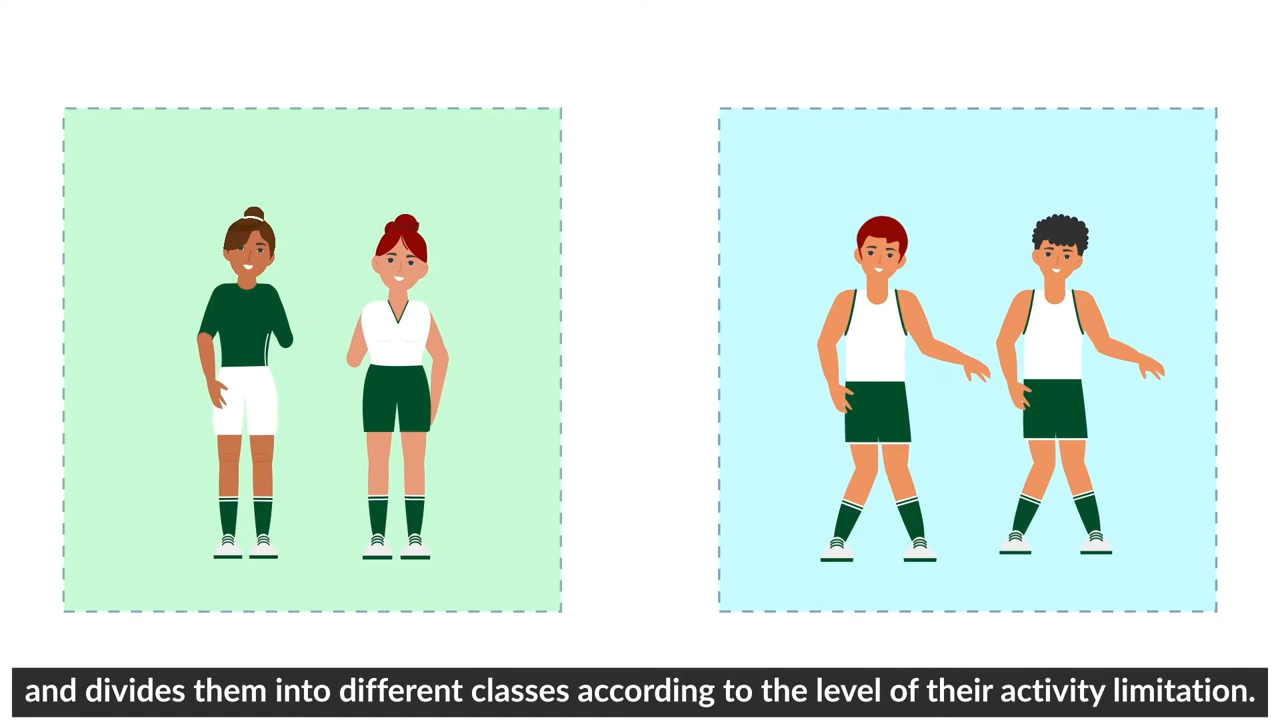 and divides them into different classes according to the level of their activity limitation.